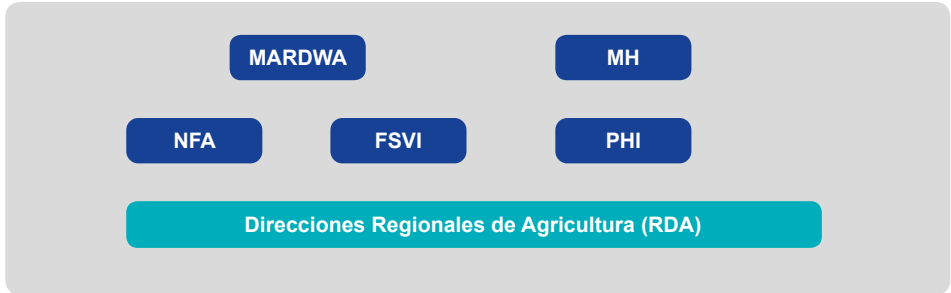 MARDWA MH
NFA FSVI PHI
Direcciones Regionales de Agricultura (RDA)